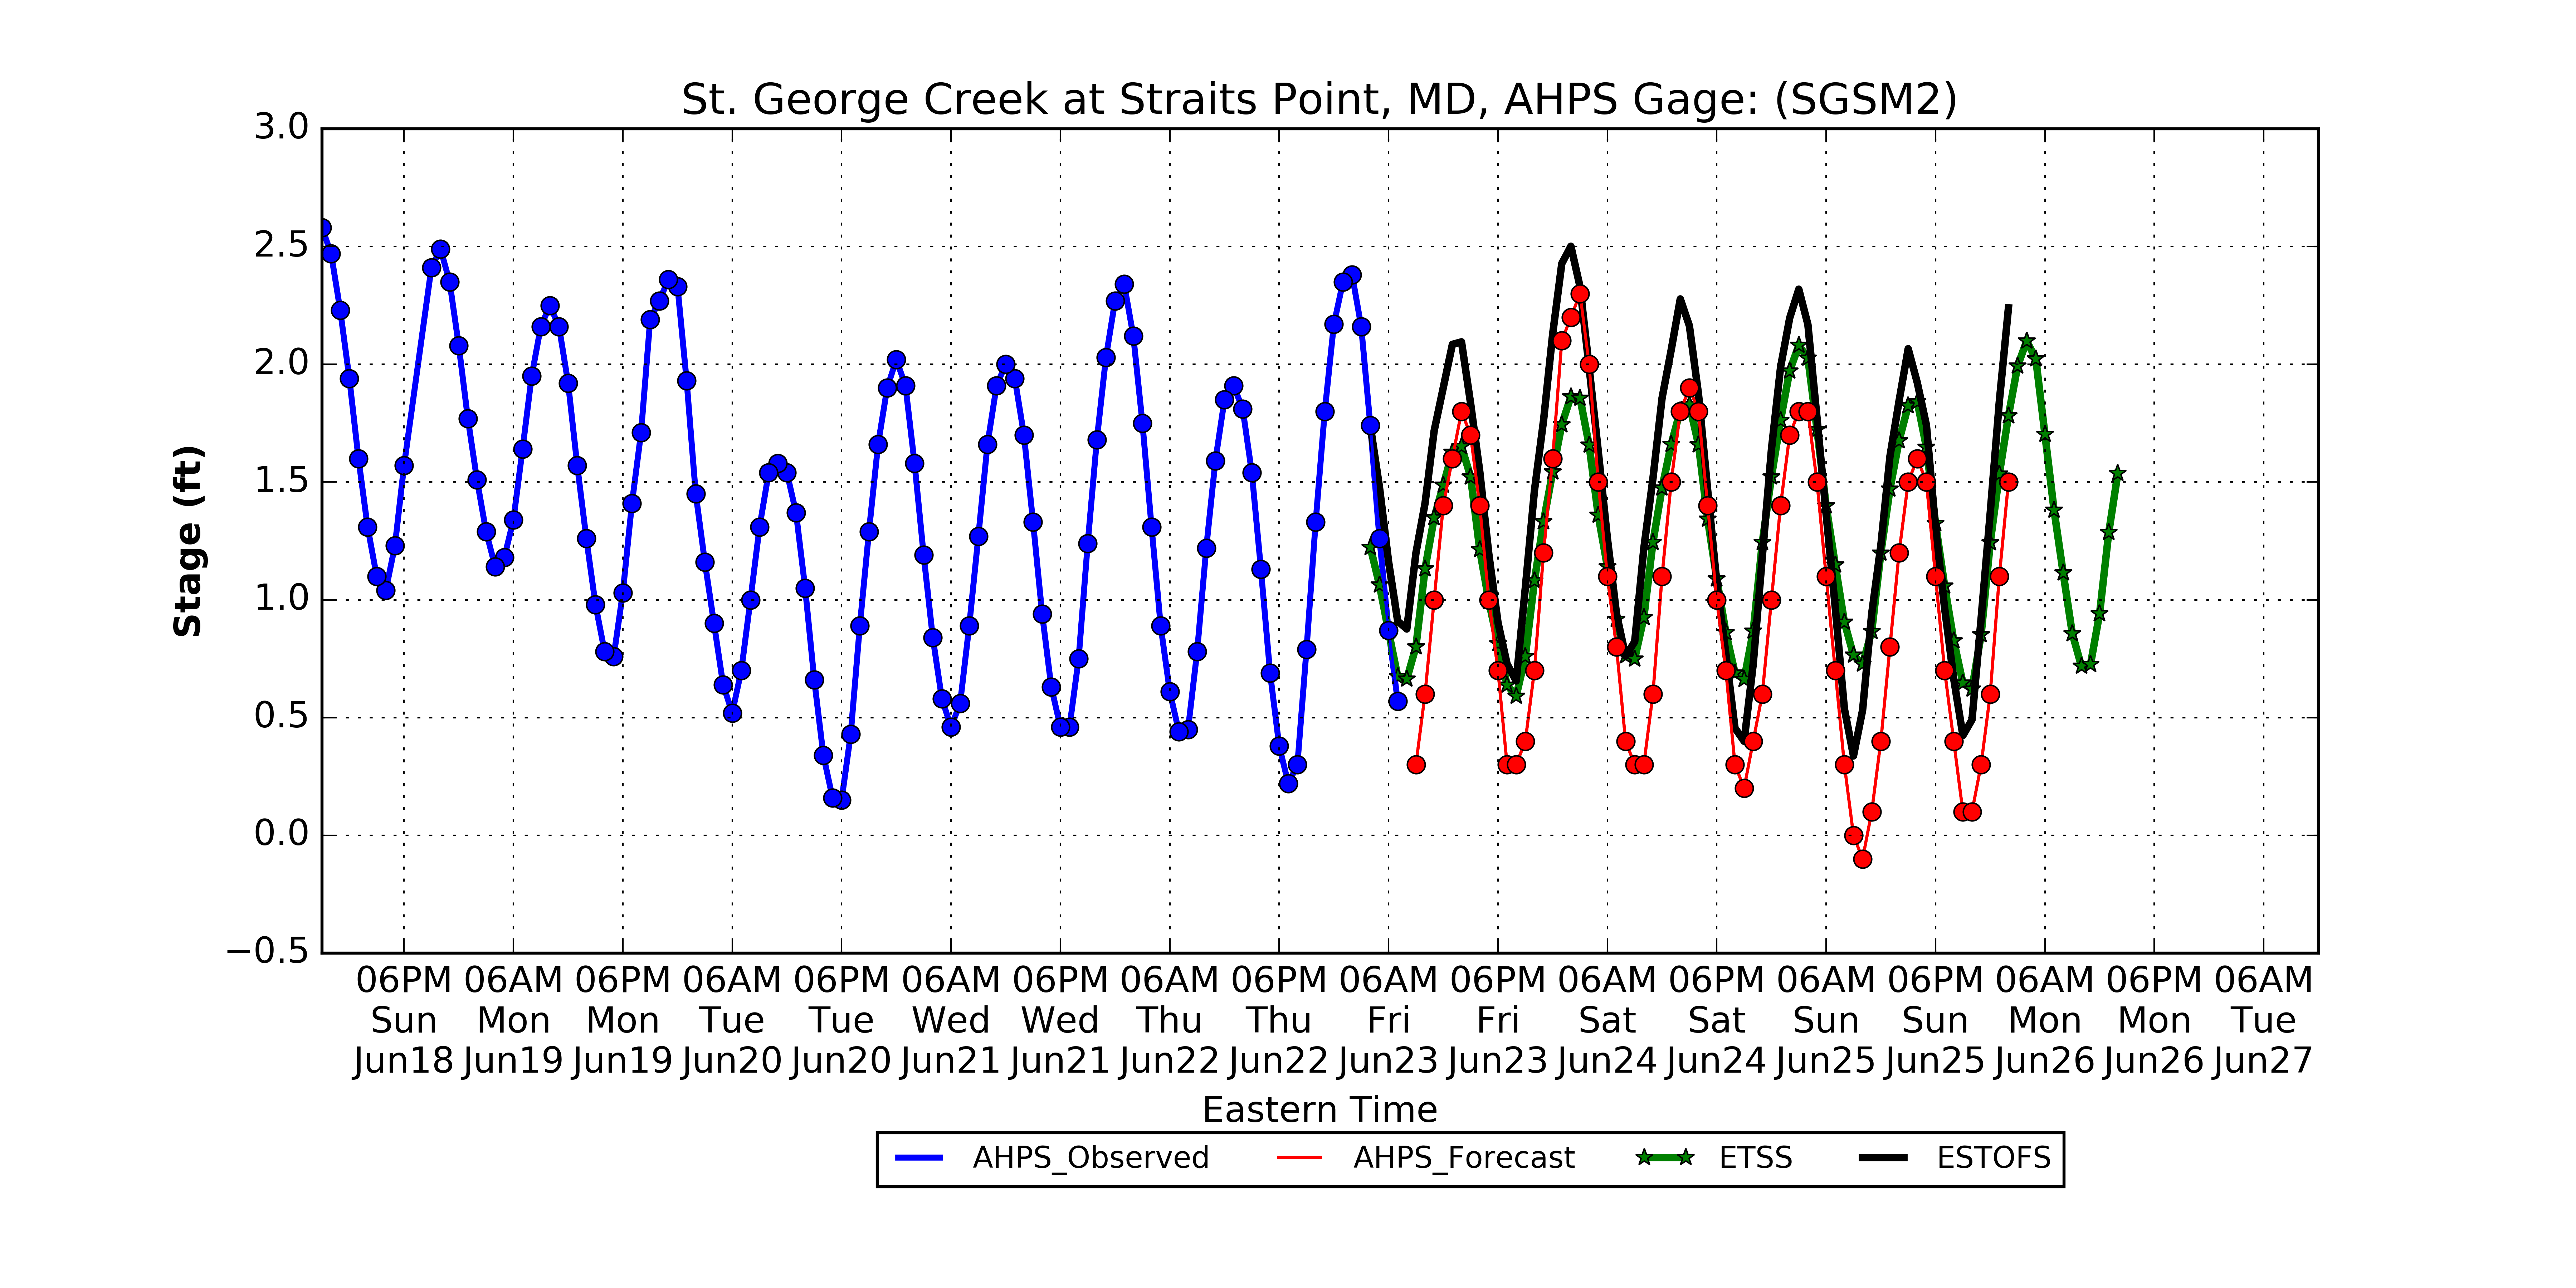 St. George Creek at Straits Point, MD, AHPS Gage: (SGSM2)
3.0
2.5
2.0
1.5
1.0
0.5
0.0
−0.5
Stage (ft)
06PM 06AM 06PM 06AM 06PM 06AM 06PM 06AM 06PM 06AM 06PM 06AM 06PM 06AM 06PM 06AM 06PM 06AM
Sun Mon Mon Tue Tue Wed Wed Thu Thu Fri Fri Sat Sat Sun Sun Mon Mon Tue
Jun18 Jun19 Jun19 Jun20 Jun20 Jun21 Jun21 Jun22 Jun22 Jun23 Jun23 Jun24 Jun24 Jun25 Jun25 Jun26 Jun26 Jun27
Eastern Time
AHPS_Observed AHPS_Forecast ETSS ESTOFS